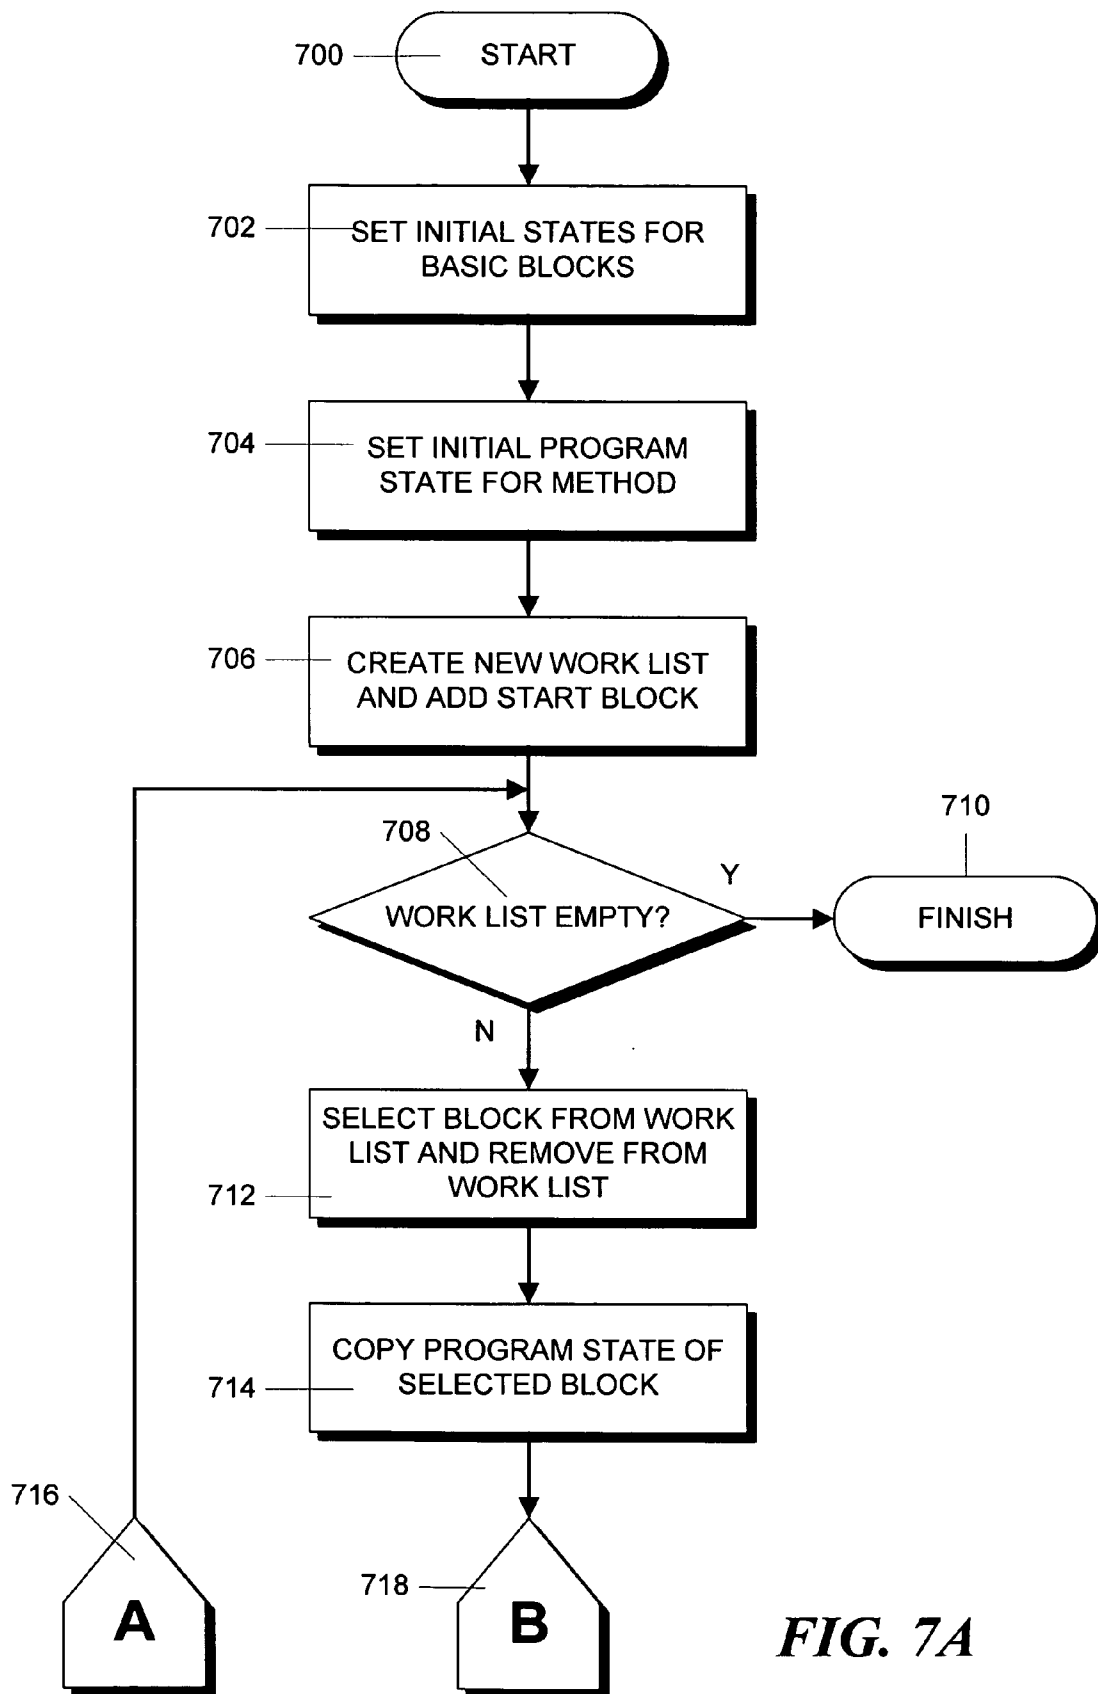 700
START
702
SET INITIAL STATES FOR
BASIC BLOCKS
704
SET INITIAL PROGRAM
STATE FOR METHOD
706
CREATE NEW WORK LIST
AND ADD START BLOCK
708
WORK LIST EMPTY?
Y
710
FINISH
N
712
SELECT BLOCK FROM WORK
LIST AND REMOVE FROM
WORK LIST
714
COPY PROGRAM STATE OF
SELECTED BLOCK
716
A
718
B
FIG. 7A